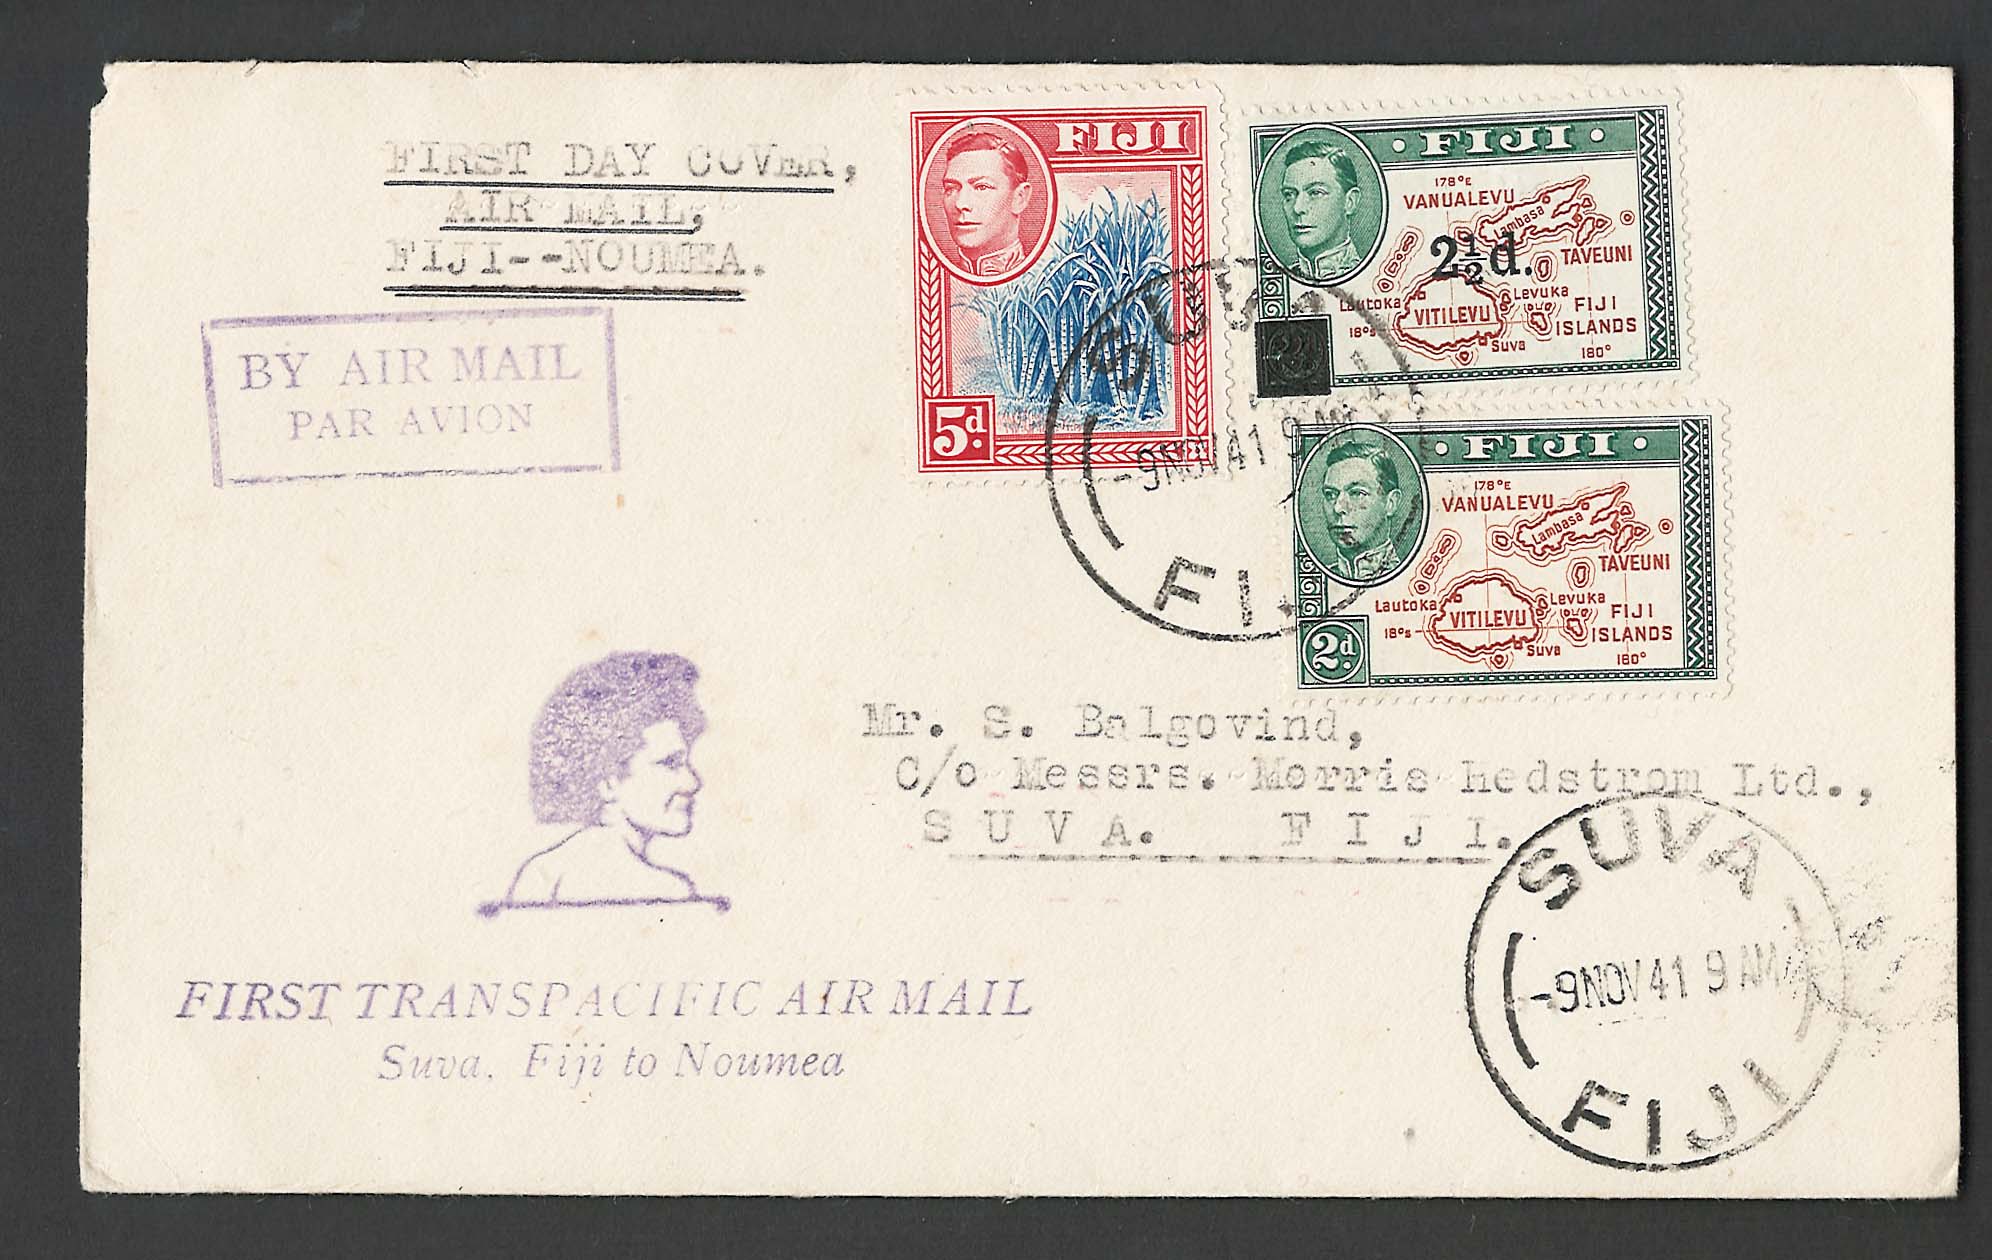 FIRST DAY COVER,
AIR MAIL,
FIJI--NOUMEA.
BY AIR MAIL
PAR AVION
FIJI
5d.
FIJI
178°E
VANUALEVU
Lambasa
2½d.
TAVEUNI
Lautoka
Levuka
VITILEVU
FIJI
ISLANDS
18°S
Suva
180°
SUVA
-9NOV41 9 AM
FIJI
FIJI
178°E
VANUALEVU
Lambasa
TAVEUNI
Lautoka
Levuka
VITILEVU
FIJI
ISLANDS
18°S
Suva
180°
2d.
Mr. S. Balgovind,
C/o Messrs. Morris Hedstrom Ltd.,
S U V A. F I J I.
FIRST TRANSPACIFIC AIR MAIL
Suva, Fiji to Noumea
SUVA
-9NOV41 9 AM
FIJI